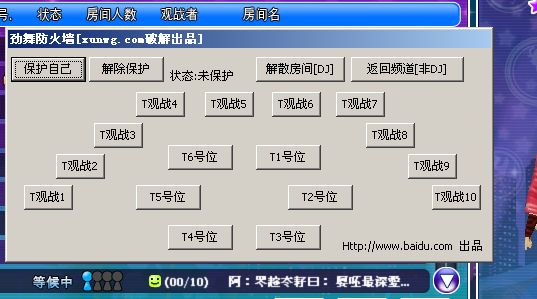 号. 状态 房间人数 观战者 房间名
劲舞防火墙[xunwg.com破解出品]
保护自己 解除保护 状态:未保护 解散房间[DJ] 返回频道[非DJ]
T观战4 T观战5 T观战6 T观战7
T观战3 T观战8
T6号位 T1号位
T观战2 T观战9
T观战1 T5号位 T2号位 T观战10
T4号位 T3号位
Http://www.baidu.com 出品
等候中 (00/10) 阿: